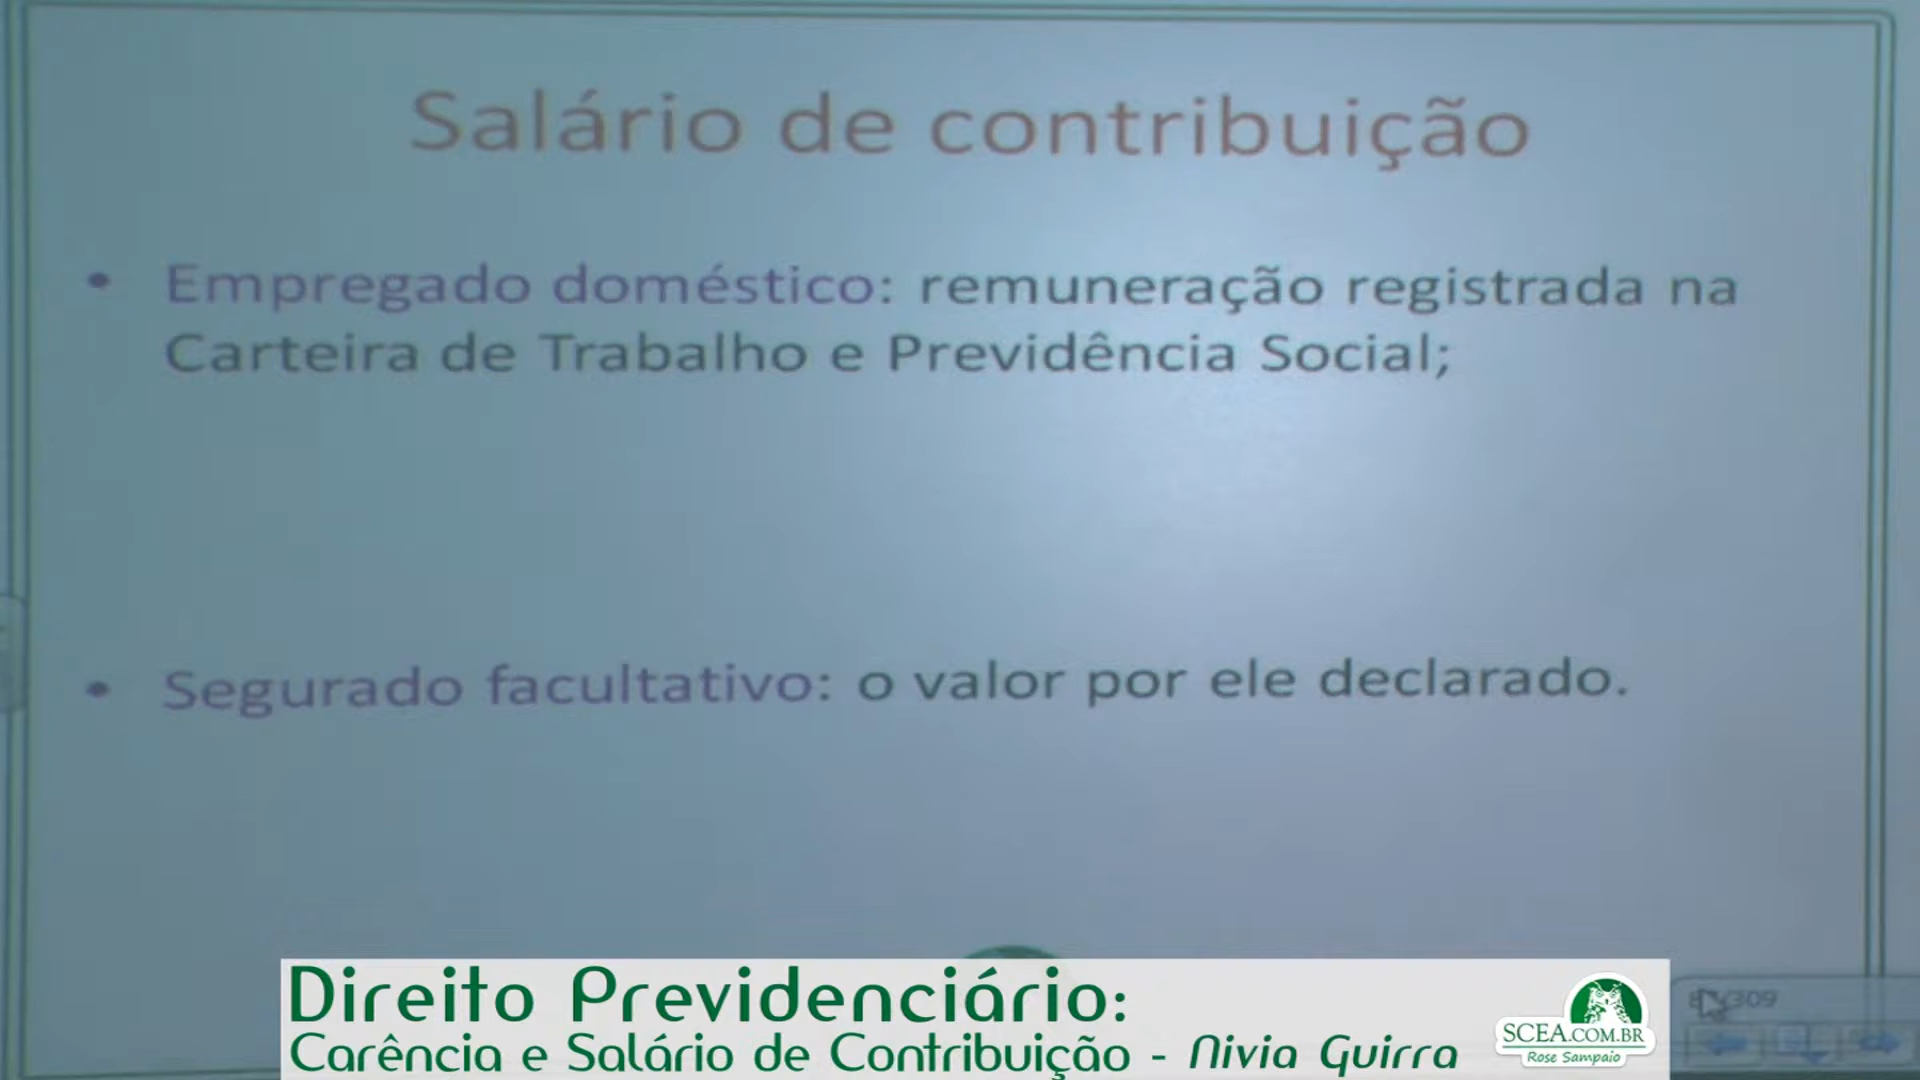 Salário de contribuição
• Empregado doméstico: remuneração registrada na
Carteira de Trabalho e Previdência Social;
• Segurado facultativo: o valor por ele declarado.
Direito Previdenciário:
Carência e Salário de Contribuição - Nivia Guirra
SCEA.COM.BR
Rose Sampaio